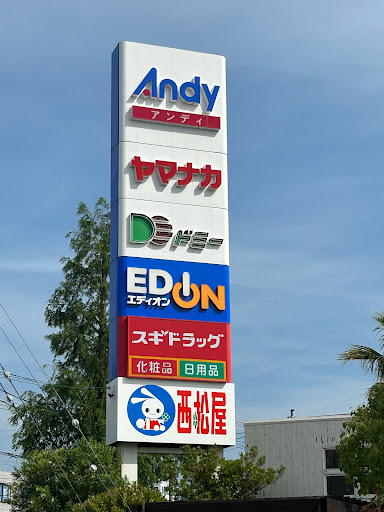 Andy
アンディ
ヤマナカ
ドミー
EDION
エディオン
スギドラッグ
化粧品 日用品
西松屋